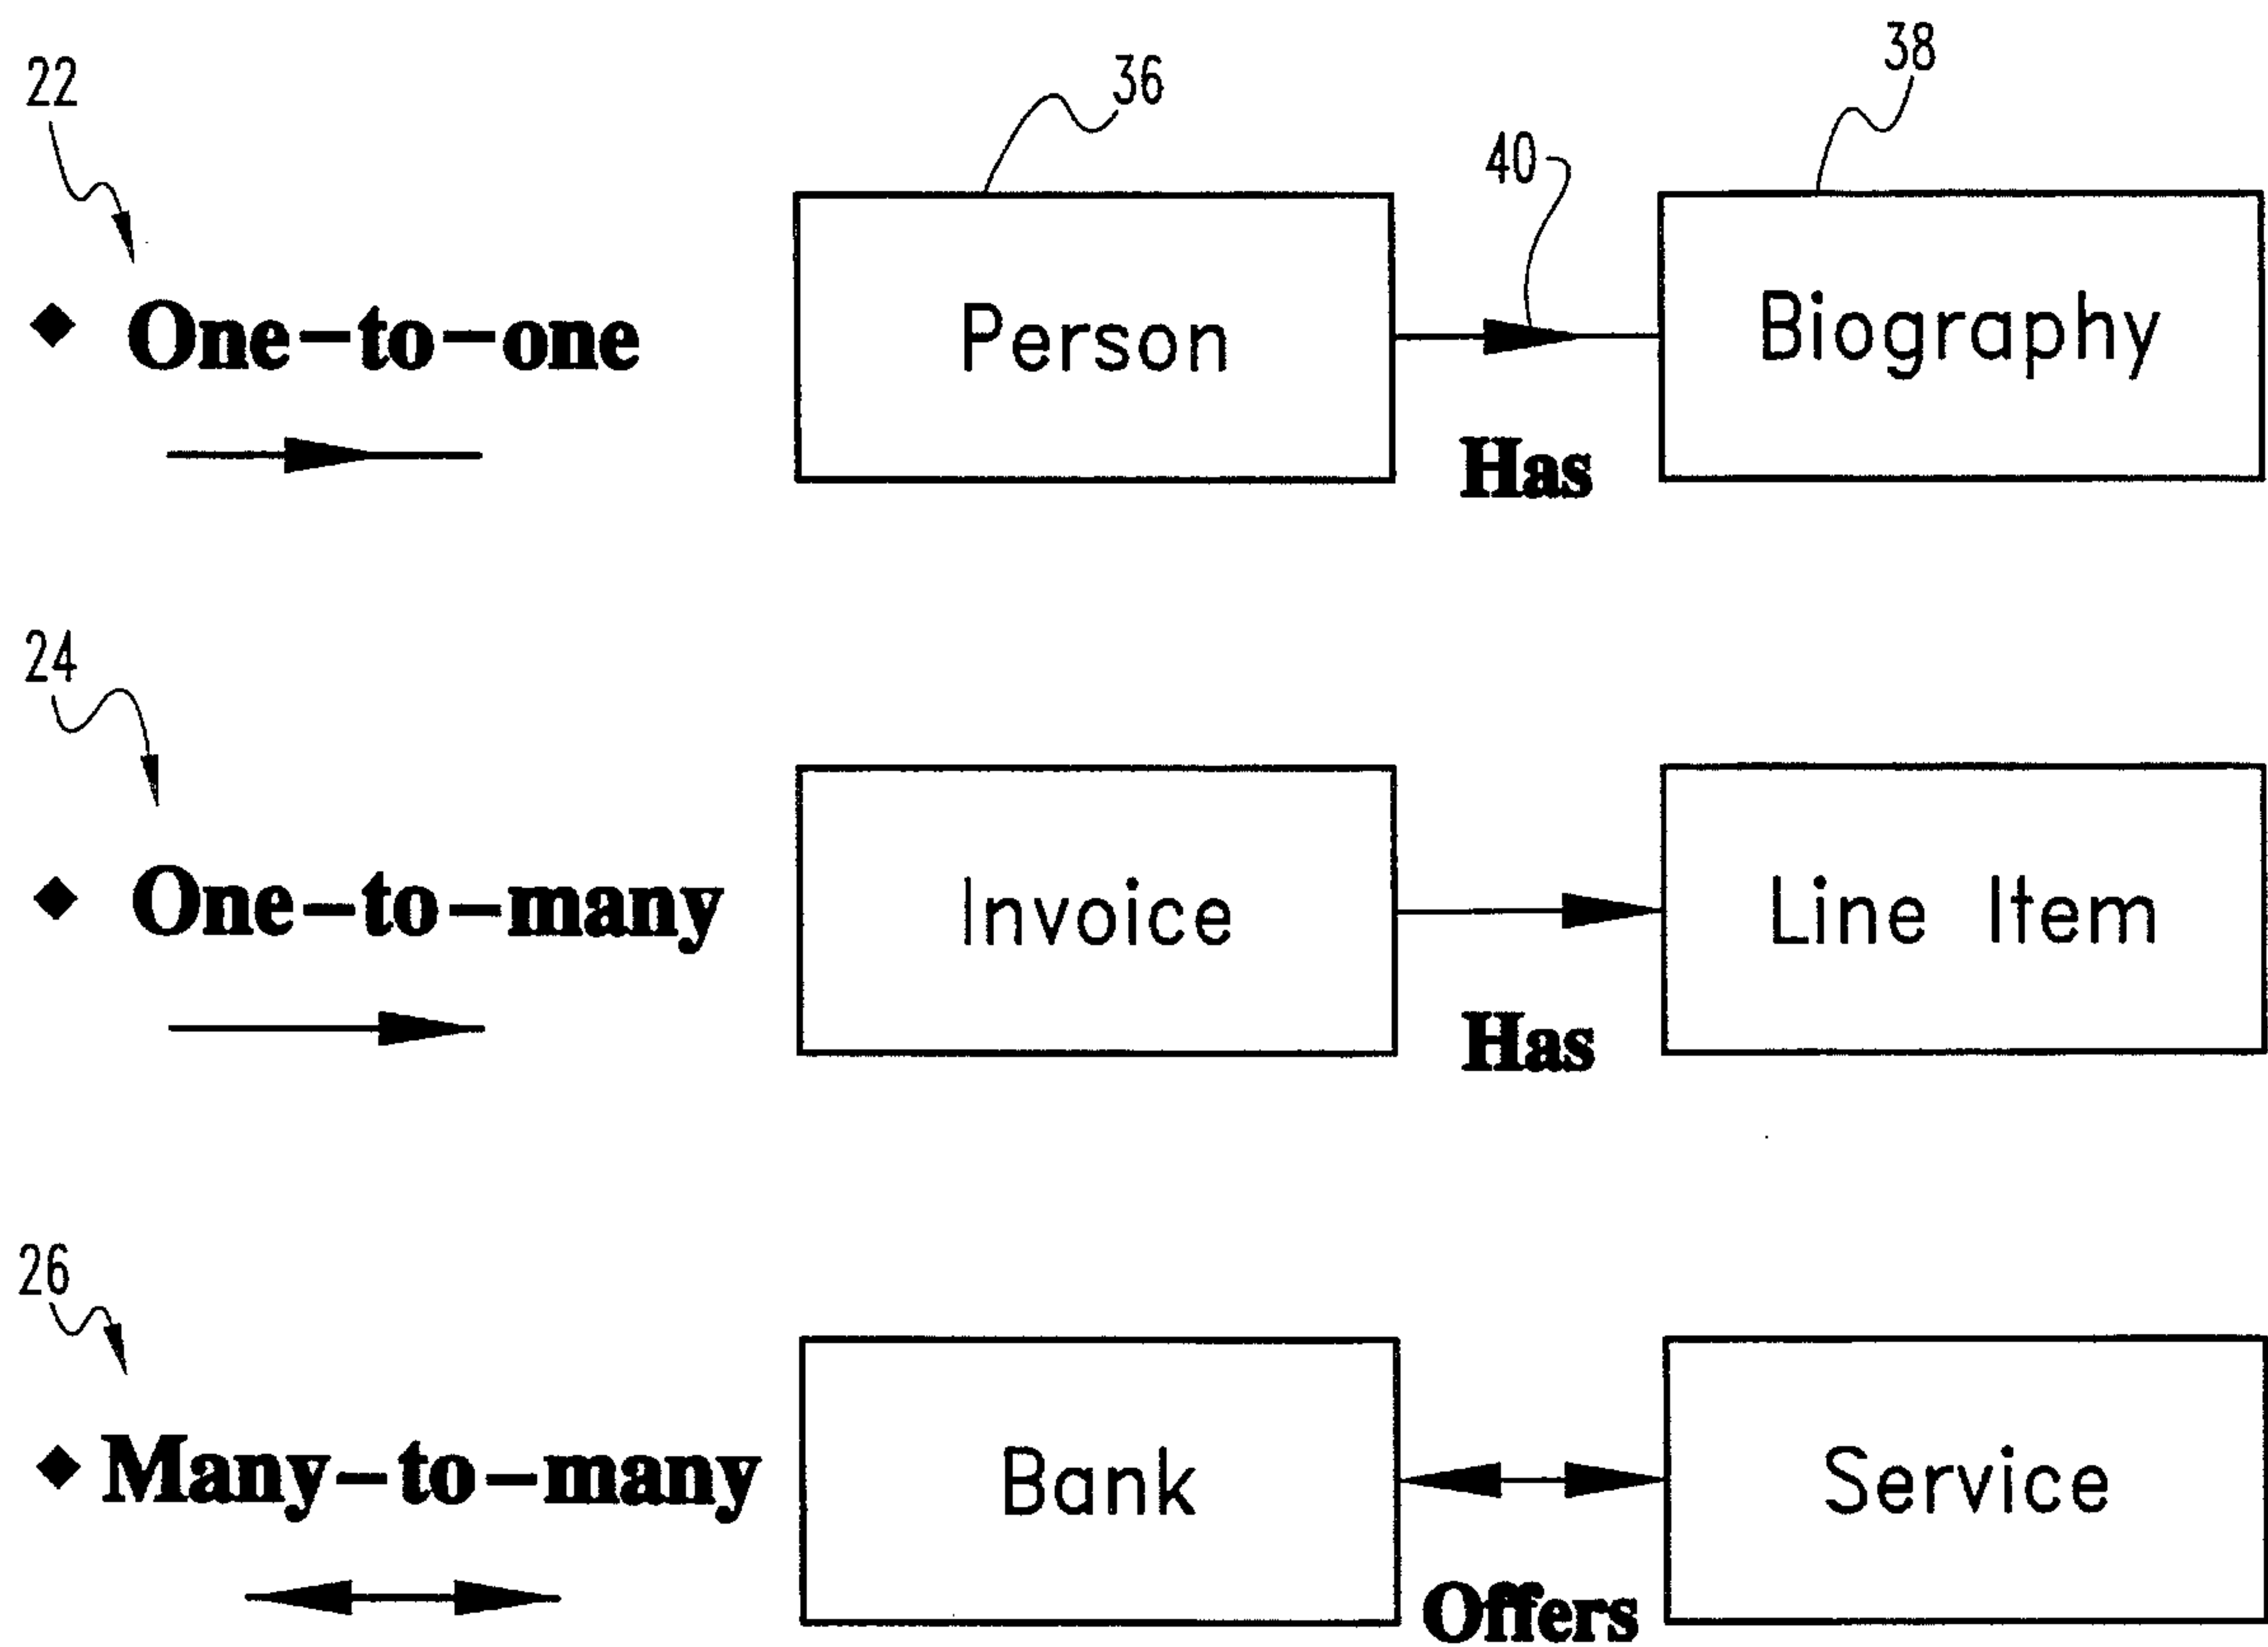 22
36
38
40
◆ One-to-one
Person
Biography
Has
24
◆ One-to-many
Invoice
Line Item
Has
26
◆ Many-to-many
Bank
Service
Offers